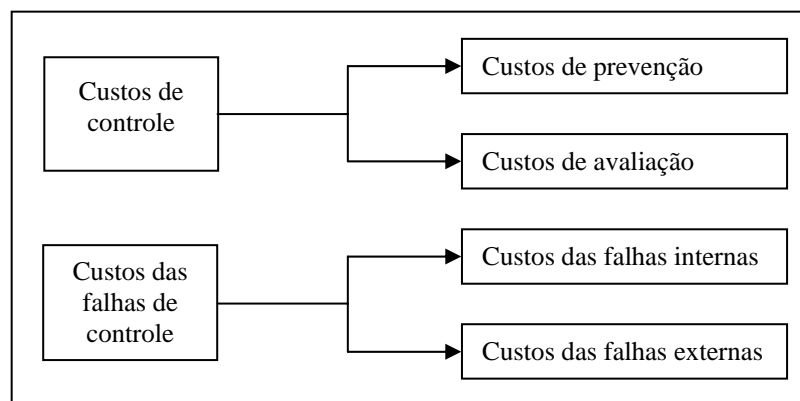 Custos de
controle
Custos de prevenção
Custos de avaliação
Custos das
falhas de
controle
Custos das falhas internas
Custos das falhas externas